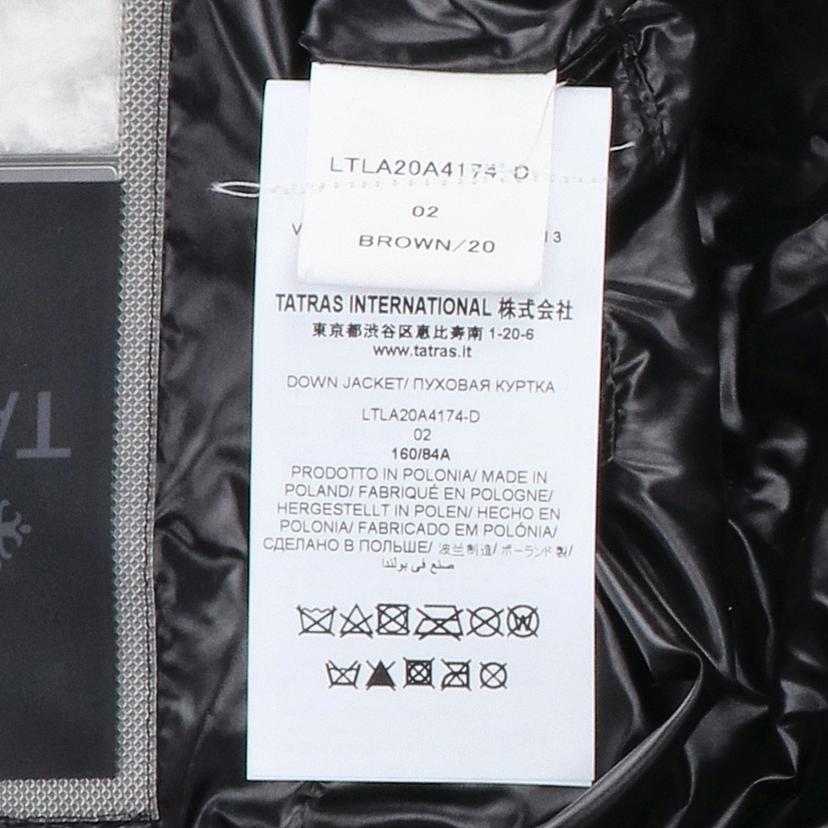 LTLA20A4174-D
02
BROWN/20
13
TATRAS INTERNATIONAL 株式会社
東京都渋谷区恵比寿南 1-20-6
www.tatras.it
DOWN JACKET/ ПУХОВАЯ КУРТКА
LTLA20A4174-D
02
160/84A
PRODOTTO IN POLONIA/ MADE IN
POLAND/ FABRIQUÉ EN POLOGNE/
HERGESTELLT IN POLEN/ HECHO EN
POLONIA/ FABRICADO EM POLÓNIA/
СДЕЛАНО В ПОЛЬШЕ/ 波兰制造/ ポーランド製/
صنع في بولندا
TA